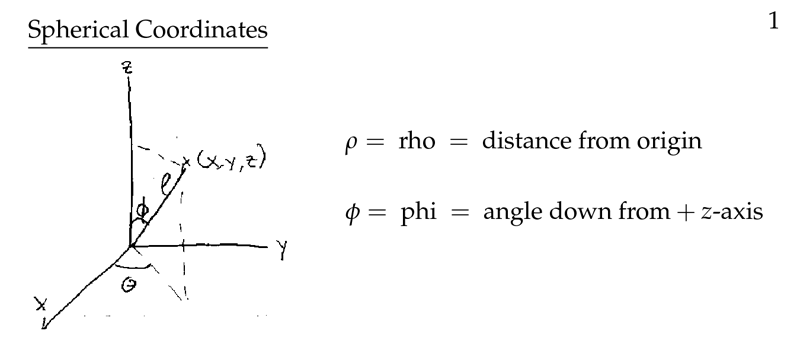 Spherical Coordinates
1
z
(x,y,z)
ρ
ϕ
y
θ
x
ρ = rho = distance from origin
ϕ = phi = angle down from + z-axis